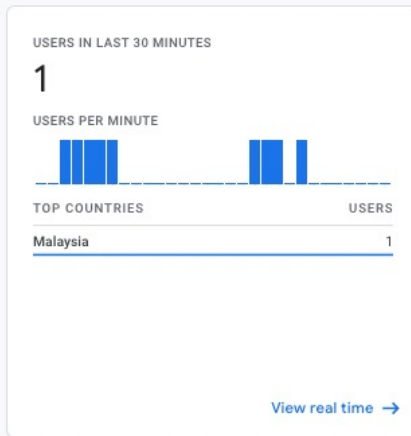 USERS IN LAST 30 MINUTES
1
USERS PER MINUTE
TOP COUNTRIES USERS
Malaysia 1
View real time →